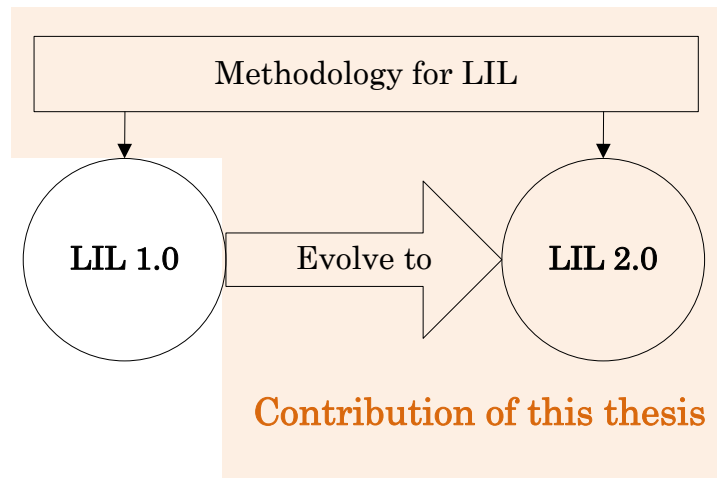 Methodology for LIL
LIL 1.0
Evolve to
LIL 2.0
Contribution of this thesis